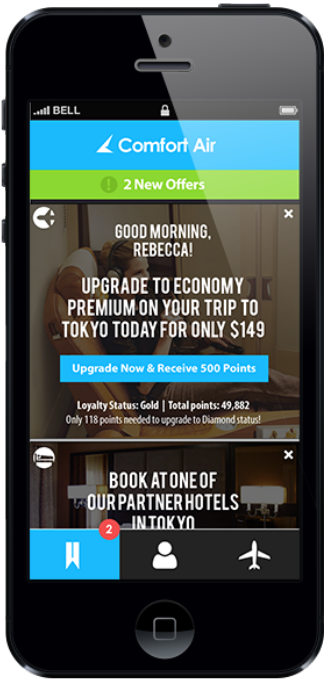 BELL
Comfort Air
! 2 New Offers
GOOD MORNING,
REBECCA!
UPGRADE TO ECONOMY
PREMIUM ON YOUR TRIP TO
TOKYO TODAY FOR ONLY $149
Upgrade Now & Receive 500 Points
Loyalty Status: Gold | Total points: 49,882
Only 118 points needed to upgrade to Diamond status!
BOOK AT ONE OF
OUR PARTNER HOTELS
IN TOKYO
2